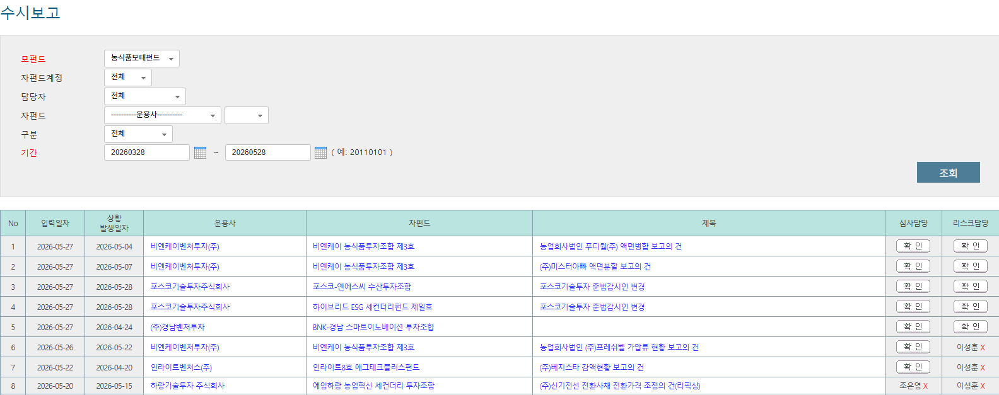 수시보고
모펀드 농식품모태펀드
자펀드계정 전체
담당자 전체
자펀드 ----------운용사----------
구분 전체
기간 20260328 ~ 20260528 ( 예: 20110101 )
조회
No 입력일자 상황 발생일자 운용사 자펀드 제목 심사담당 리스크담당
1 2026-05-27 2026-05-04 비엔케이벤처투자(주) 비엔케이 농식품투자조합 제3호 농업회사법인 푸디웜(주) 액면병합 보고의 건 확 인 확 인
2 2026-05-27 2026-05-07 비엔케이벤처투자(주) 비엔케이 농식품투자조합 제3호 (주)미스터아빠 액면분할 보고의 건 확 인 확 인
3 2026-05-27 2026-05-28 포스코기술투자주식회사 포스코-엔에스씨 수산투자조합 포스코기술투자 준법감시인 변경 확 인 확 인
4 2026-05-27 2026-05-28 포스코기술투자주식회사 하이브리드 ESG 세컨더리펀드 제일호 포스코기술투자 준법감시인 변경 확 인 확 인
5 2026-05-27 2026-04-24 (주)경남벤처투자 BNK-경남 스마트이노베이션 투자조합 확 인 확 인
6 2026-05-26 2026-05-22 비엔케이벤처투자(주) 비엔케이 농식품투자조합 제3호 농업회사법인 (주)프레쉬벨 가압류 현황 보고의 건 확 인 이성훈 X
7 2026-05-22 2026-04-20 인라이트벤처스(주) 인라이트8호 애그테크플러스펀드 (주)베지스타 감액현황 보고의 건 확 인 이성훈 X
8 2026-05-20 2026-05-15 하랑기술투자 주식회사 에임하랑 농업혁신 세컨더리 투자조합 (주)신기전선 전환사채 전환가격 조정의 건(리픽싱) 조은영 X 이성훈 X